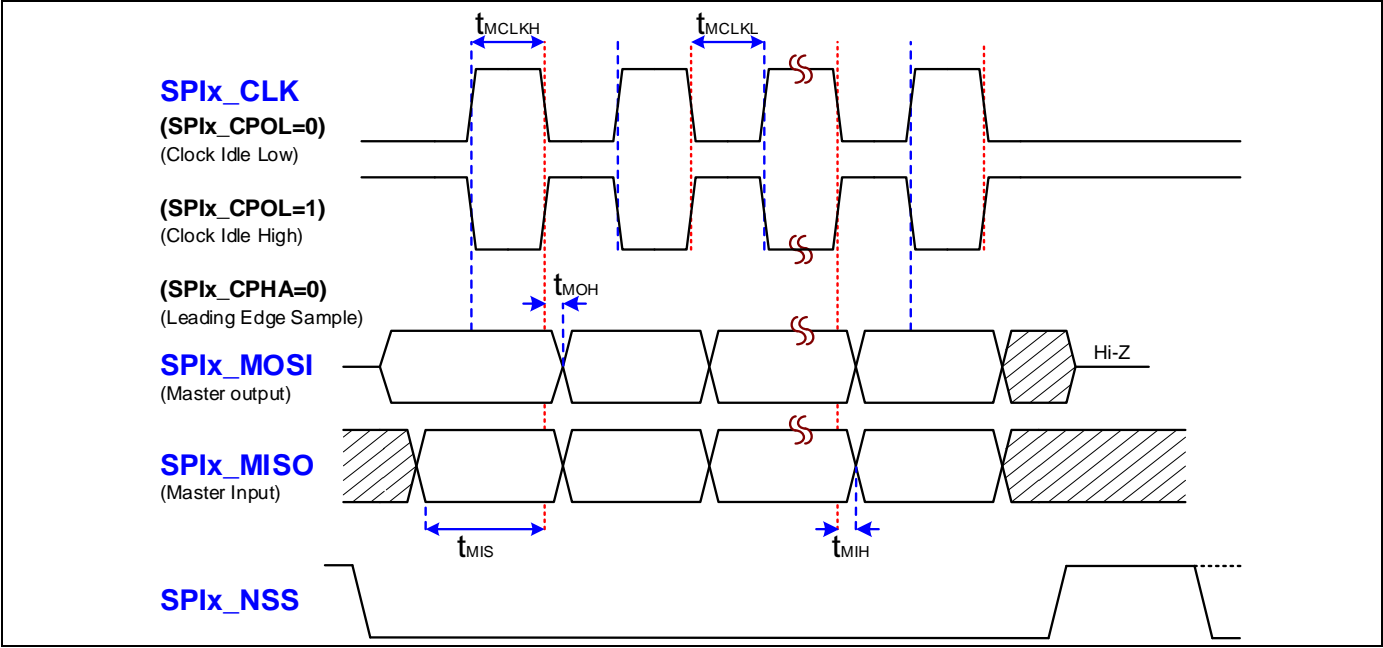 tMCLKH
tMCLKL
SPIx_CLK
(SPIx_CPOL=0)
(Clock Idle Low)
(SPIx_CPOL=1)
(Clock Idle High)
(SPIx_CPHA=0)
tMOH
(Leading Edge Sample)
SPIx_MOSI
Hi-Z
(Master output)
SPIx_MISO
(Master Input)
tMIS
tMIH
SPIx_NSS